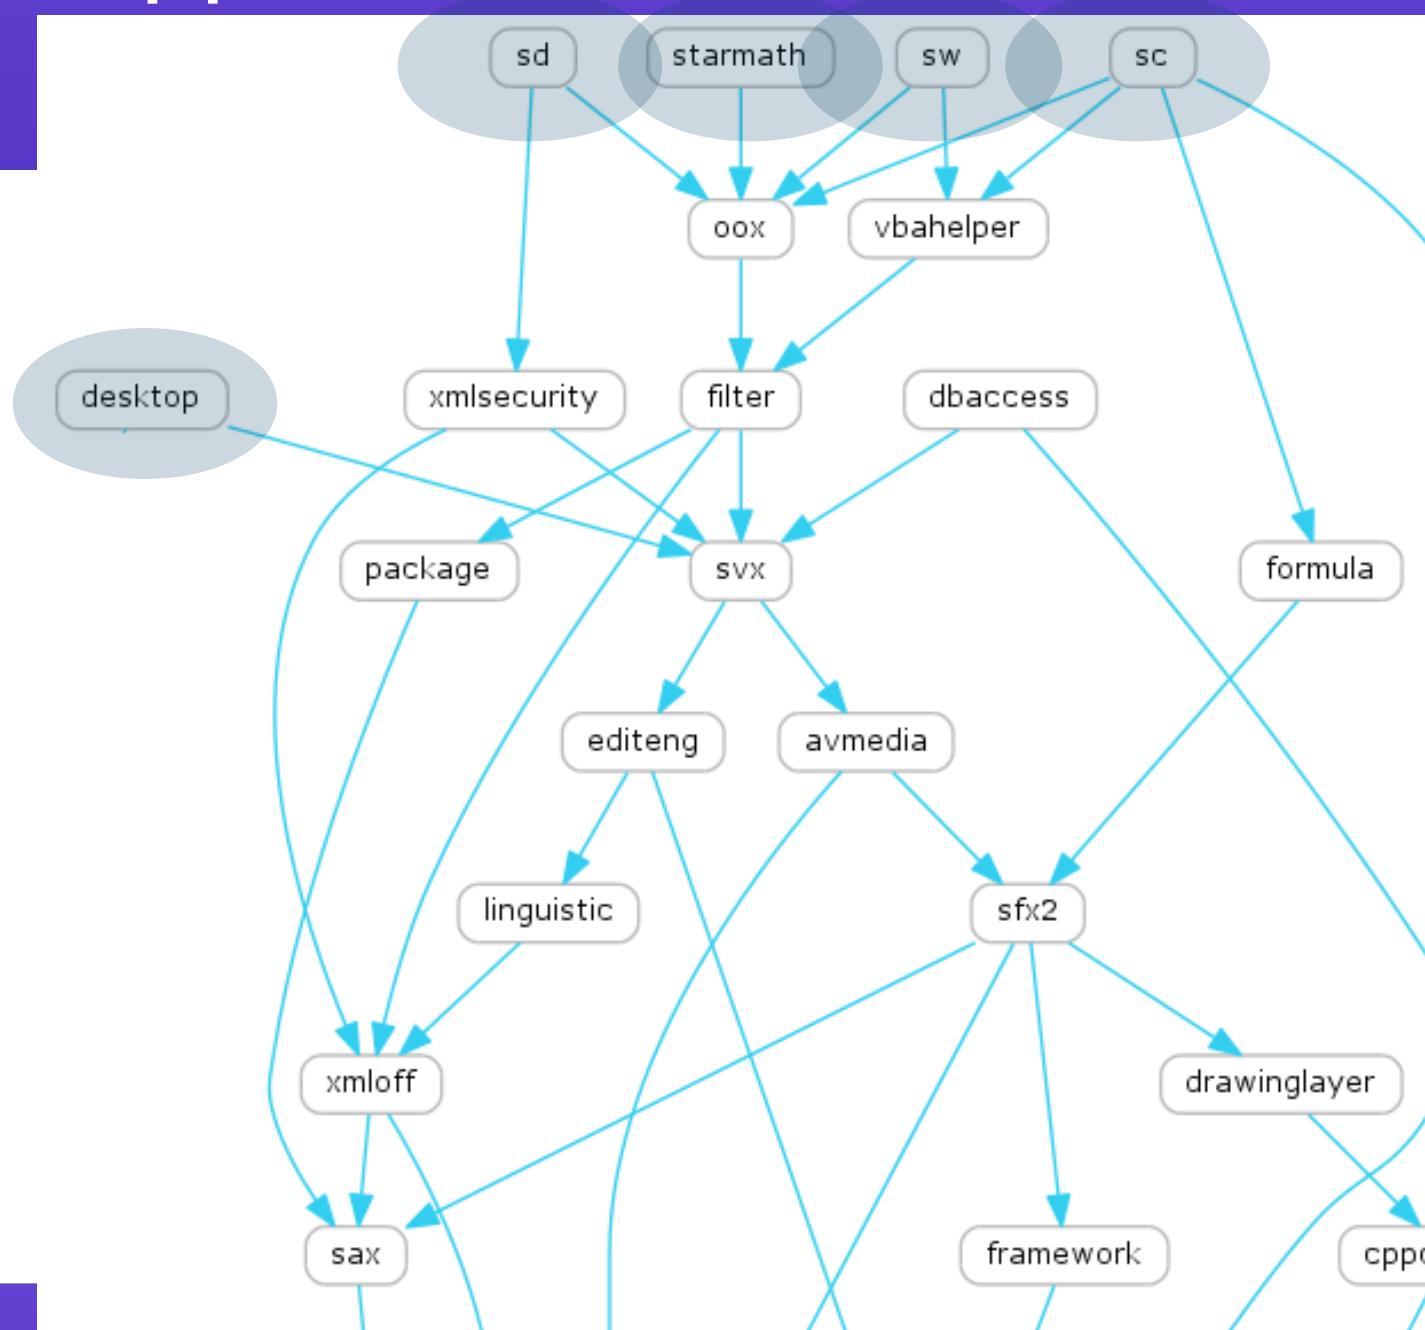 sd
starmath
sw
sc
oox
vbahelper
desktop
xmlsecurity
filter
dbaccess
package
svx
formula
editeng
avmedia
linguistic
sfx2
xmloff
drawinglayer
sax
framework